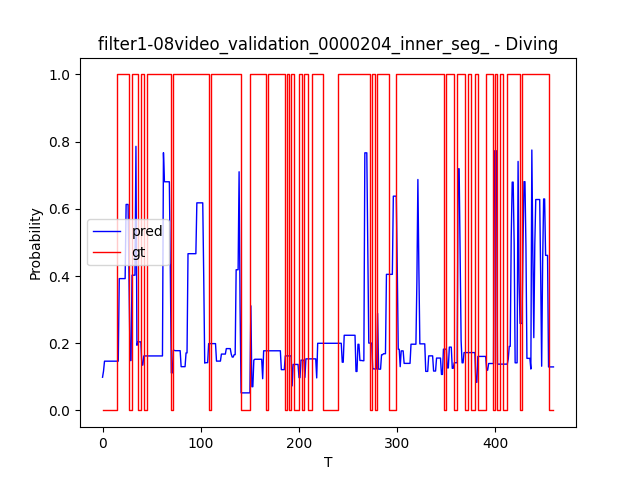 filter1-08video_validation_0000204_inner_seg_ - Diving
1.0
0.8
0.6
0.4
0.2
0.0
Probability
pred
gt
0
100
200
300
400
T